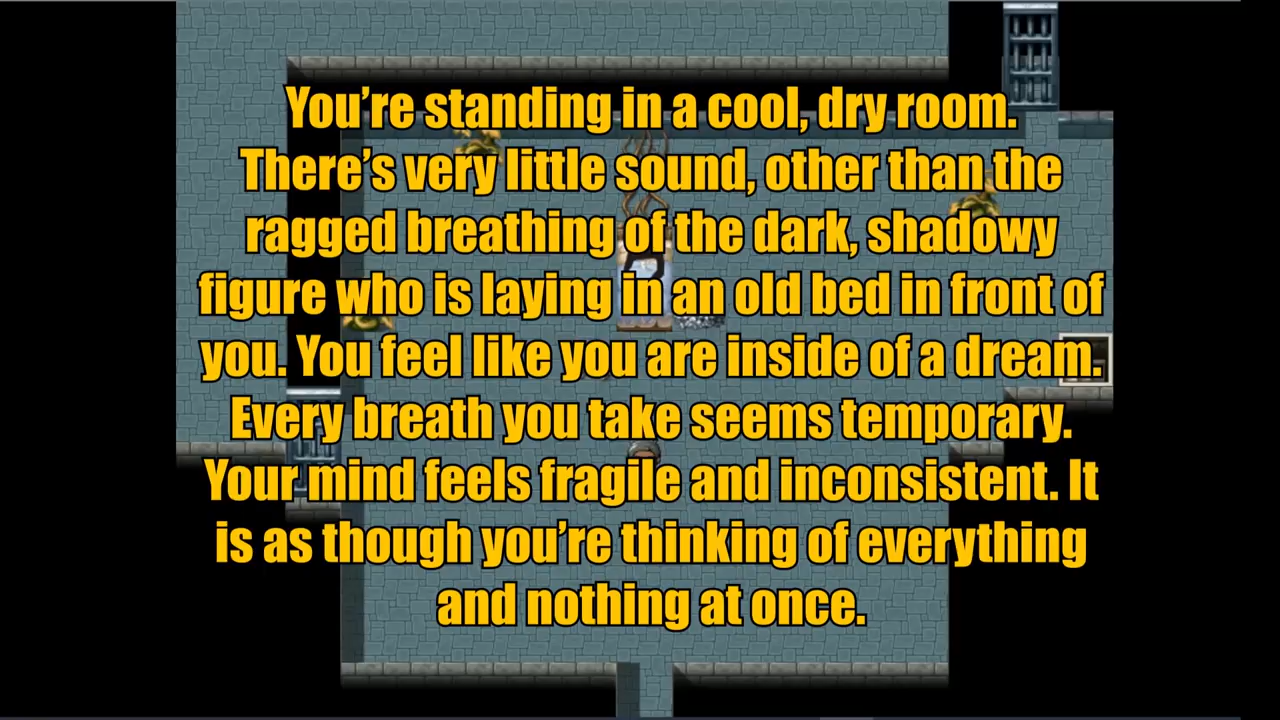 You’re standing in a cool, dry room.
There’s very little sound, other than the
ragged breathing of the dark, shadowy
figure who is laying in an old bed in front of
you. You feel like you are inside of a dream.
Every breath you take seems temporary.
Your mind feels fragile and inconsistent. It
is as though you’re thinking of everything
and nothing at once.